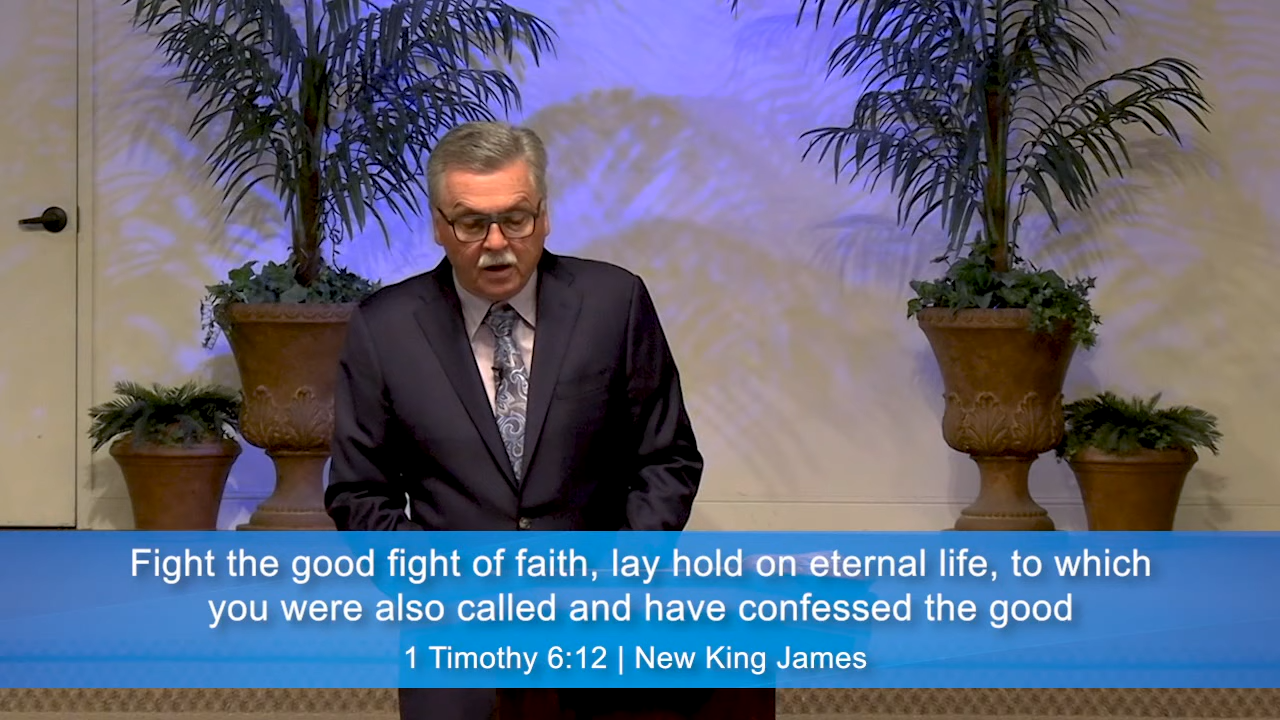 Fight the good fight of faith, lay hold on eternal life, to which
you were also called and have confessed the good
1 Timothy 6:12 | New King James